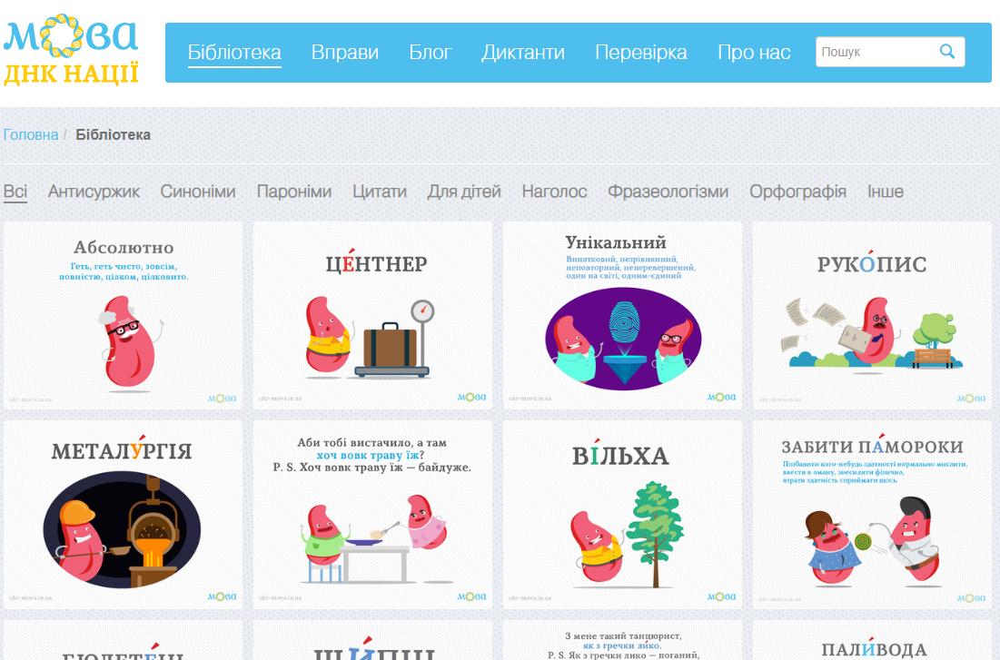 мова
ДНК НАЦІЇ
Бібліотека Вправи Блог Диктанти Перевірка Про нас Пошук
Головна / Бібліотека
Всі Антисуржик Синоніми Пароніми Цитати Для дітей Наголос Фразеологізми Орфографія Інше
Абсолютно
Геть, геть чисто, зовсім,
повністю, цілком, цілковито.
ukr-mova.in.ua мова
ЦЕ́НТНЕР
ukr-mova.in.ua мова
Унікальний
Винятковий, незрівнянний,
неповторний, неперевершений,
один на світі, одним-єдиний
ukr-mova.in.ua мова
РУКО́ПИС
ukr-mova.in.ua мова
МЕТАЛУ́РГІЯ
ukr-mova.in.ua мова
Аби тобі вистачило, а там
хоч вовк траву їж?
P. S. Хоч вовк траву їж — байдуже.
ukr-mova.in.ua мова
ВІ́ЛЬХА
ukr-mova.in.ua мова
ЗАБИТИ ПА́МОРОКИ
Позбавити кого-небудь здатності нормально мислити,
ввести в оману, знесилити фізично,
втрати здатність сприймати щось.
ukr-mova.in.ua мова
БЮЛЕТЕ́НЬ
ЩИ́ПЦІ
З мене такий танцюрист,
як з гречки лико.
P. S. Як з гречки лико — поганий,
ПАЛИ́ВОДА